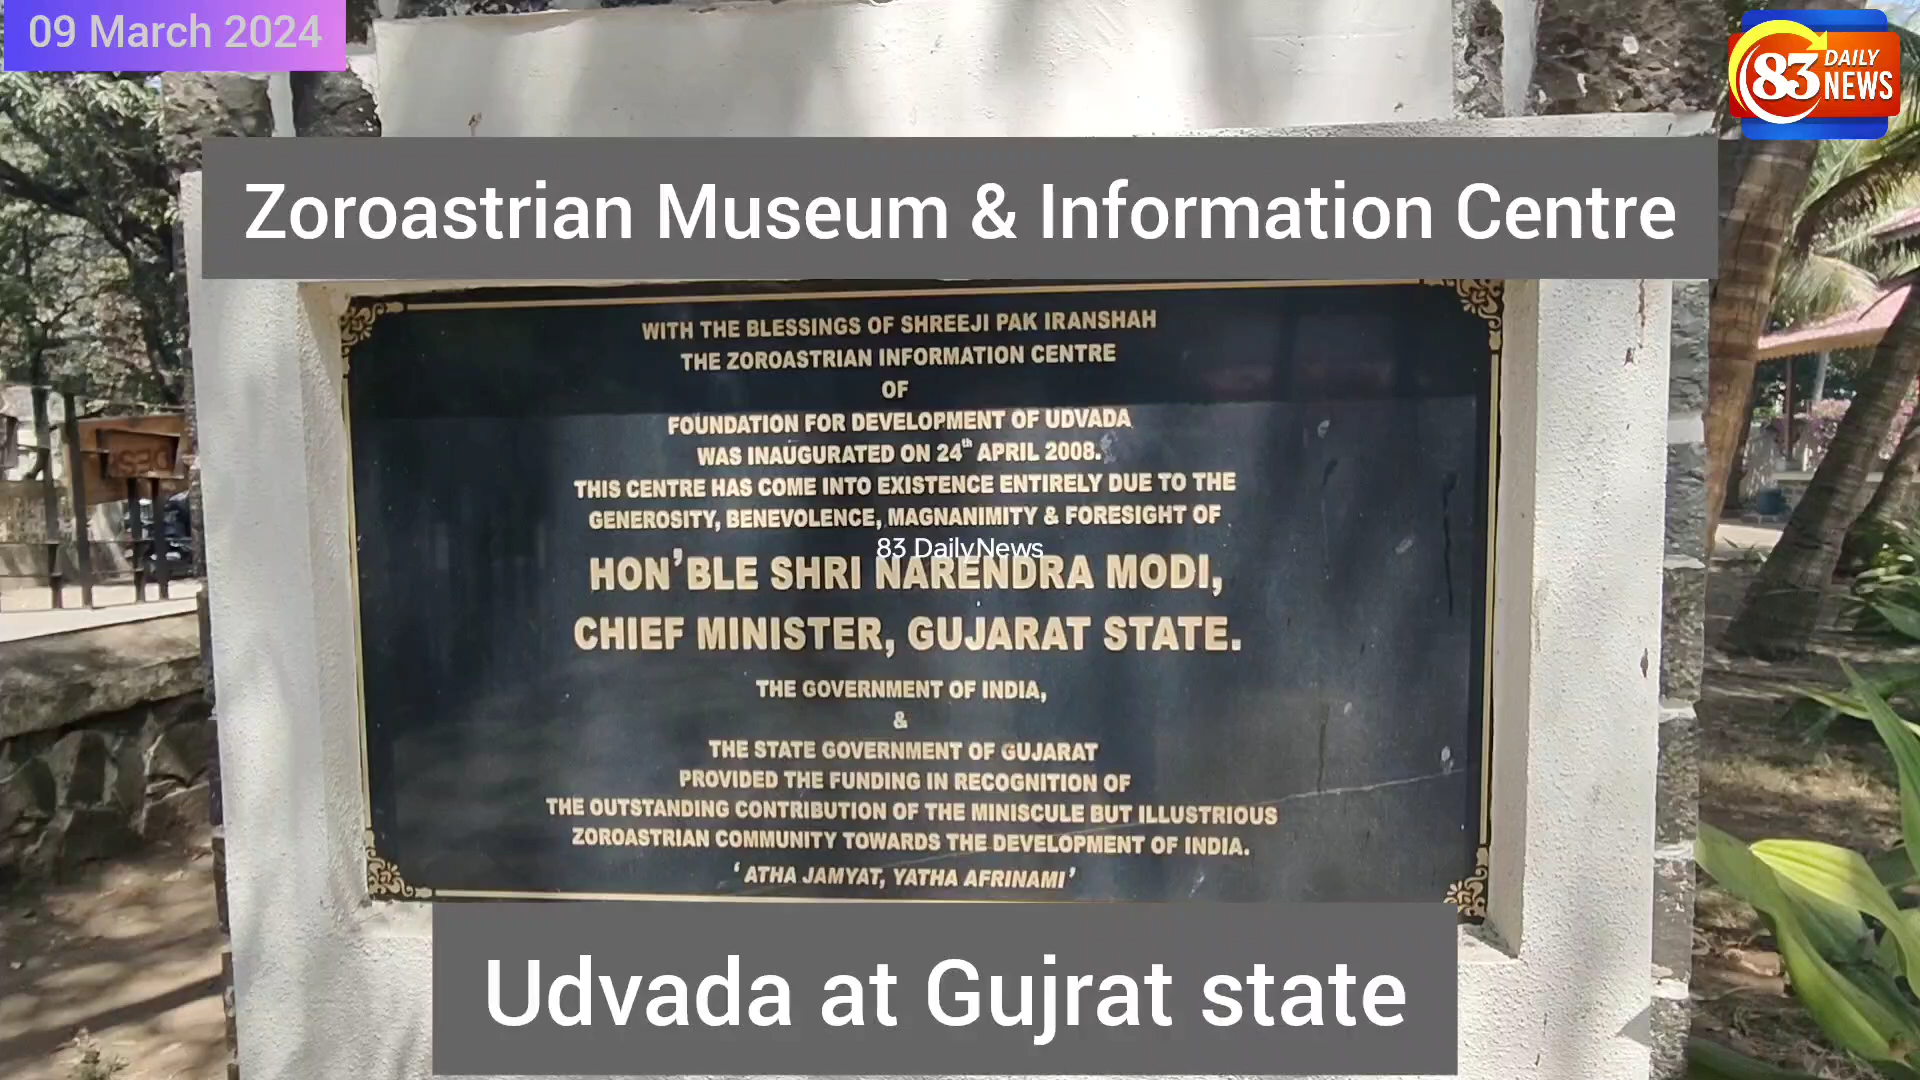 09 March 2024
83 DAILY NEWS
Zoroastrian Museum & Information Centre
WITH THE BLESSINGS OF SHREEJI PAK IRANSHAH
THE ZOROASTRIAN INFORMATION CENTRE
OF
FOUNDATION FOR DEVELOPMENT OF UDVADA
WAS INAUGURATED ON 24th APRIL 2008.
THIS CENTRE HAS COME INTO EXISTENCE ENTIRELY DUE TO THE
GENEROSITY, BENEVOLENCE, MAGNANIMITY & FORESIGHT OF
83 DailyNews
HON'BLE SHRI NARENDRA MODI,
CHIEF MINISTER, GUJARAT STATE.
THE GOVERNMENT OF INDIA,
&
THE STATE GOVERNMENT OF GUJARAT
PROVIDED THE FUNDING IN RECOGNITION OF
THE OUTSTANDING CONTRIBUTION OF THE MINISCULE BUT ILLUSTRIOUS
ZOROASTRIAN COMMUNITY TOWARDS THE DEVELOPMENT OF INDIA.
'ATHA JAMYAT, YATHA AFRINAMI'
Udvada at Gujrat state